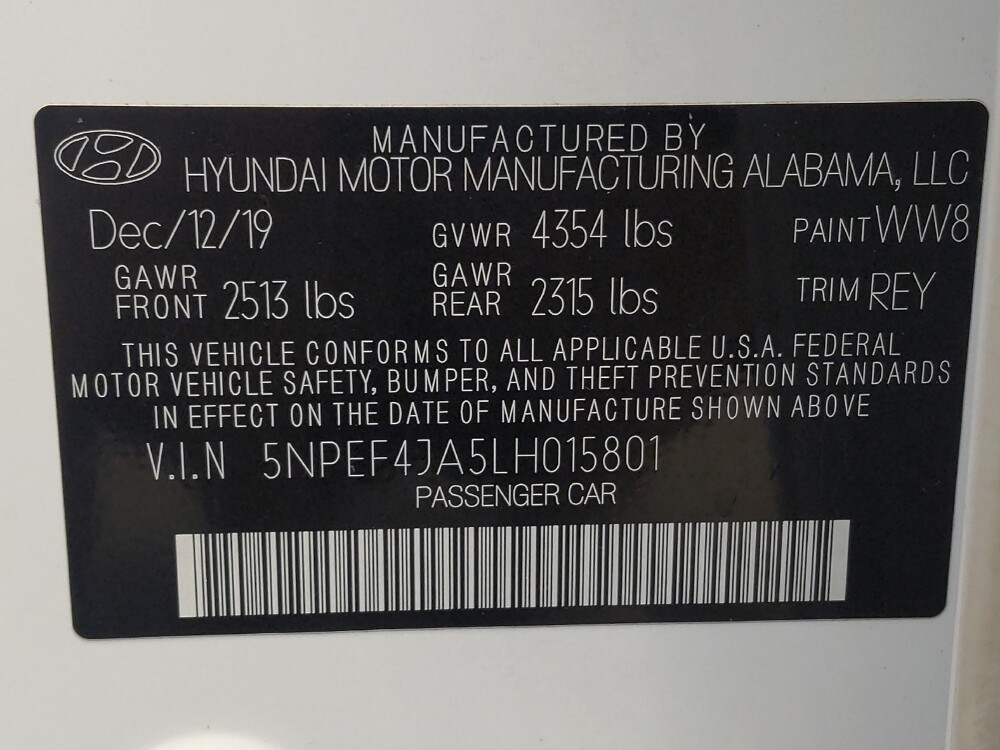 MANUFACTURED BY
HYUNDAI MOTOR MANUFACTURING ALABAMA, LLC
Dec/12/19 GVWR 4354 lbs PAINT WW8
GAWR FRONT 2513 lbs GAWR REAR 2315 lbs TRIM REY
THIS VEHICLE CONFORMS TO ALL APPLICABLE U.S.A. FEDERAL
MOTOR VEHICLE SAFETY, BUMPER, AND THEFT PREVENTION STANDARDS
IN EFFECT ON THE DATE OF MANUFACTURE SHOWN ABOVE
V.I.N 5NPEF4JA5LH015801
PASSENGER CAR